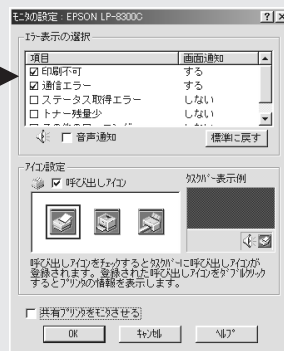 モニタの設定 : EPSON LP-8300C
エラー表示の選択
項目 画面通知
印刷不可 する
通信エラー する
ステータス取得エラー しない
トナー残量少 しない
音声通知 標準に戻す
アイコン設定
呼び出しアイコン タスクバー表示例
呼び出しアイコンをチェックするとタスクバーに呼び出しアイコンが
登録されます。登録された呼び出しアイコンをダブルクリック
するとプリンタの情報を表示します。
共有プリンタをモニタさせる
OK キャンセル ヘルプ